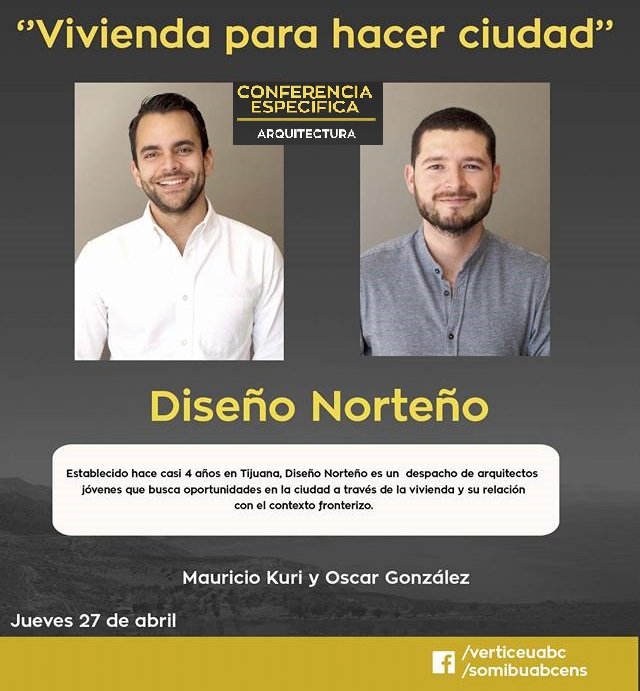 ‘’Vivienda para hacer ciudad’’
CONFERENCIA
ESPECÍFICA
ARQUITECTURA
Diseño Norteño
Establecido hace casi 4 años en Tijuana, Diseño Norteño es un despacho de arquitectos
jóvenes que busca oportunidades en la ciudad a través de la vivienda y su relación
con el contexto fronterizo.
Mauricio Kuri y Oscar González
Jueves 27 de abril
/verticeuabc
/somibuabcens